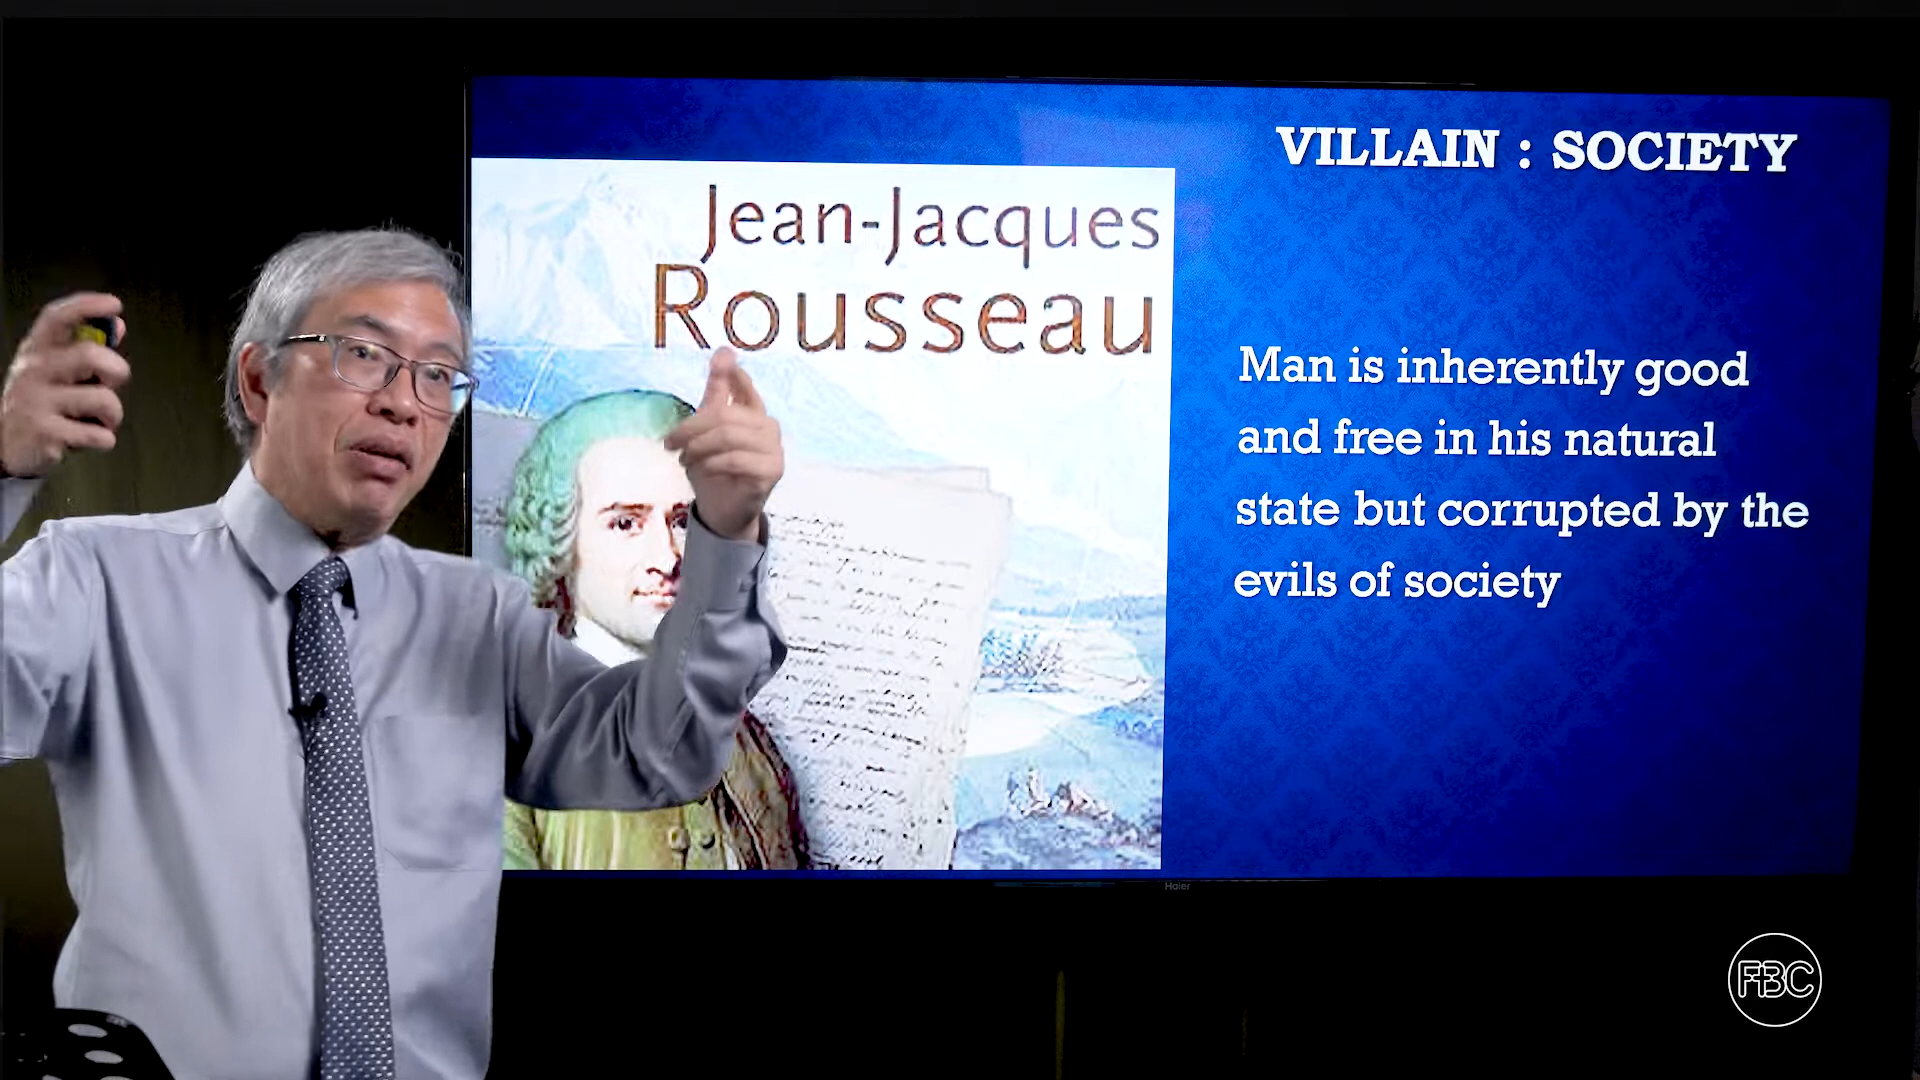 VILLAIN : SOCIETY
Jean-Jacques
Rousseau
Man is inherently good
and free in his natural
state but corrupted by the
evils of society
Haier
FBC